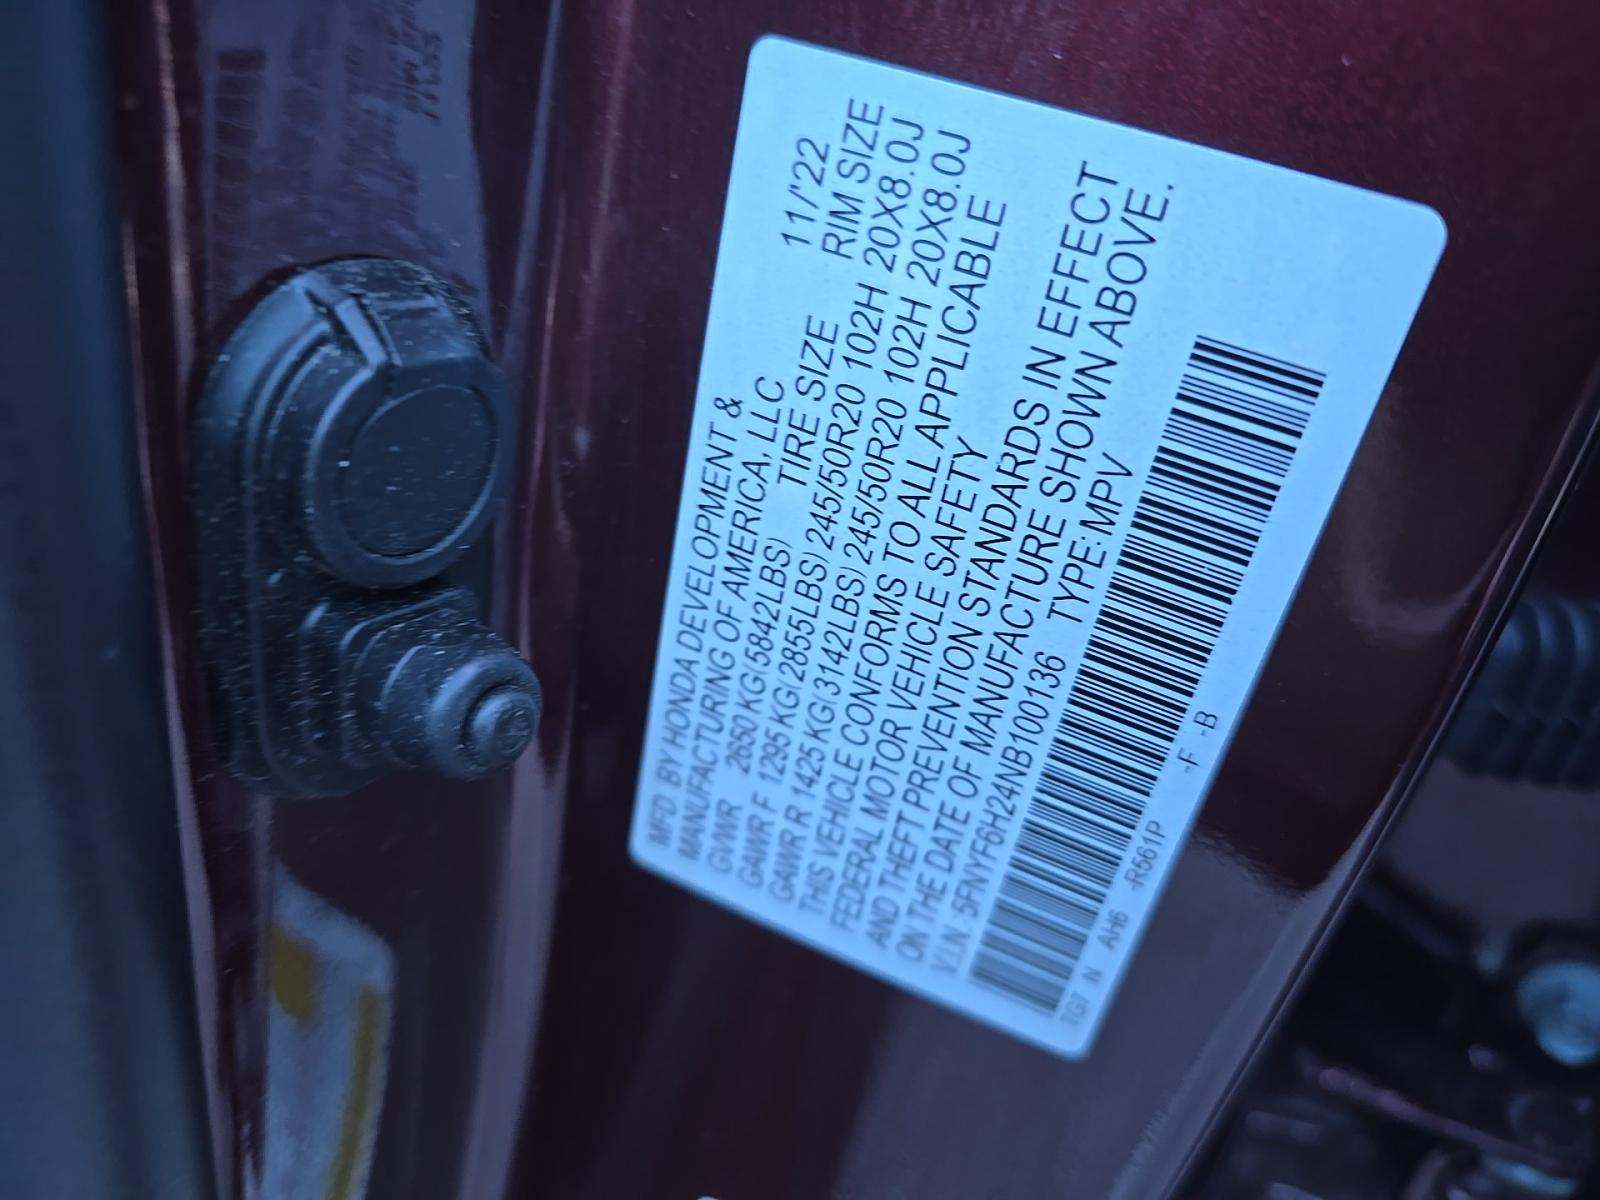 MFD. BY HONDA DEVELOPMENT &
MANUFACTURING OF AMERICA, LLC 11/'22
GVWR 2650 KG(5842LBS) TIRE SIZE RIM SIZE
GAWR F 1295 KG(2855LBS) 245/50R20 102H 20X8.0J
GAWR R 1425 KG(3142LBS) 245/50R20 102H 20X8.0J
THIS VEHICLE CONFORMS TO ALL APPLICABLE
FEDERAL MOTOR VEHICLE SAFETY
AND THEFT PREVENTION STANDARDS IN EFFECT
ON THE DATE OF MANUFACTURE SHOWN ABOVE.
V.I.N. 5FNYF6H24NB100136 TYPE:MPV
TG7 N AH6 -R561P -F -B